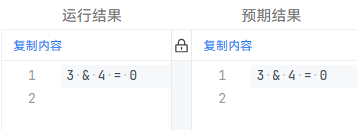 运行结果 预期结果
复制内容 复制内容
1 3 & 4 = 0 1 3 & 4 = 0
2 2